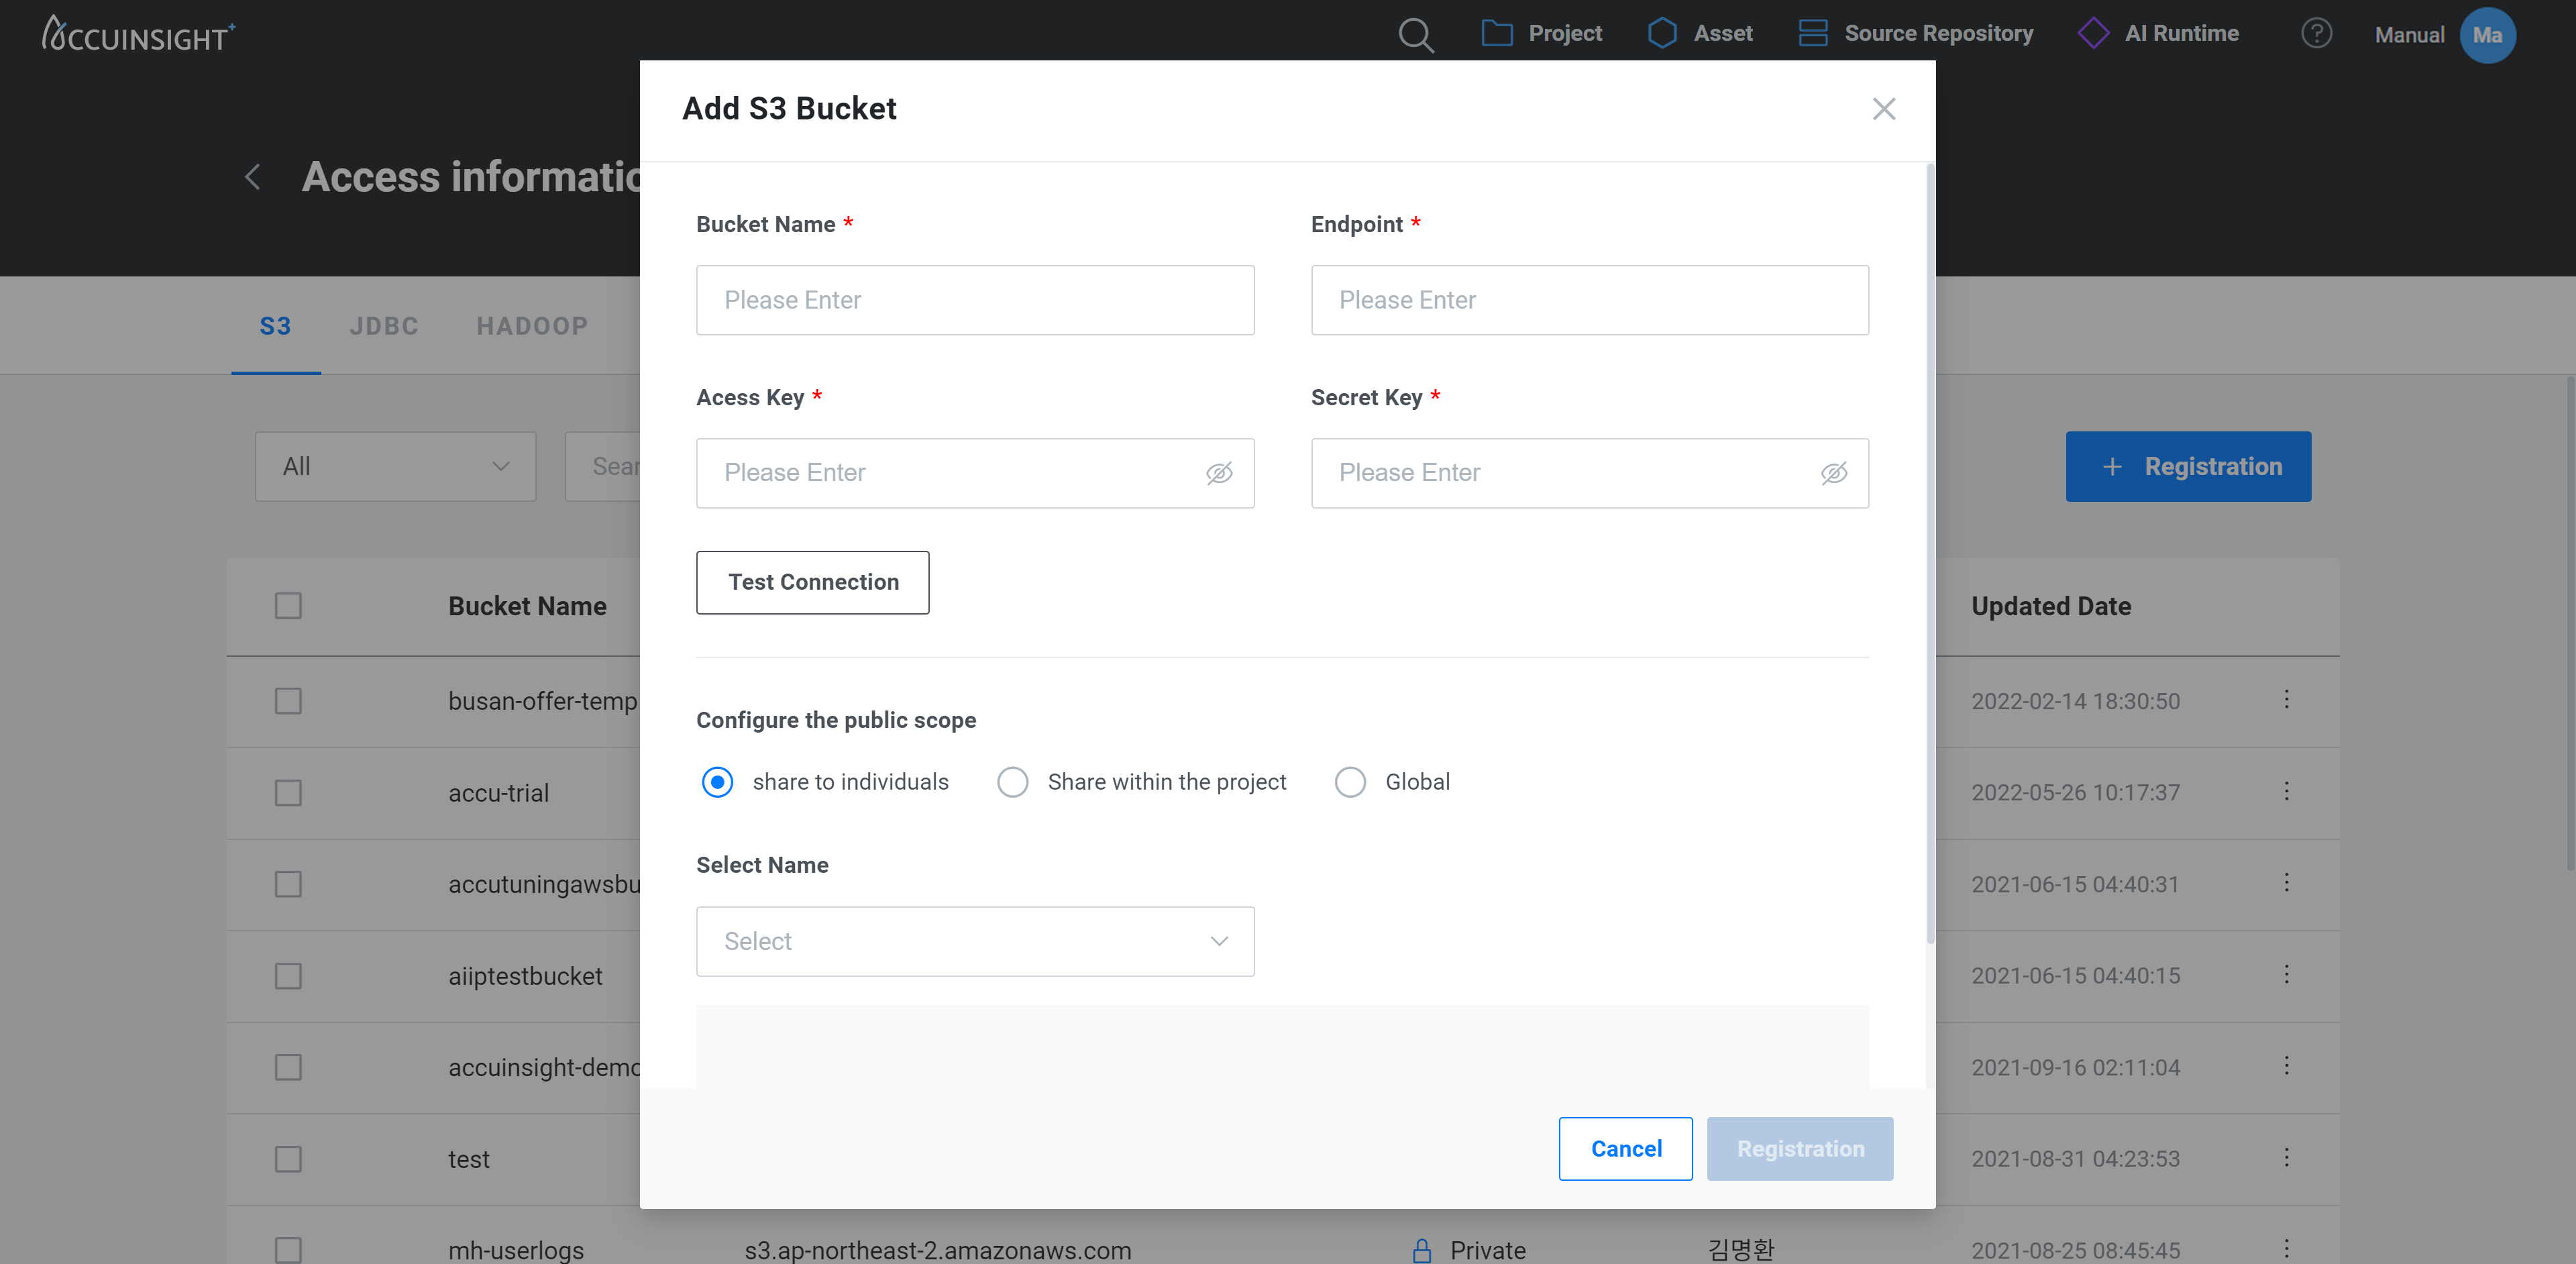 ACCUINSIGHT+
Project
Asset
Source Repository
AI Runtime
?
Manual
Ma
Add S3 Bucket
Access informatio
Bucket Name *
Endpoint *
Please Enter
Please Enter
S3
JDBC
HADOOP
Acess Key *
Secret Key *
All
Sear
Please Enter
Please Enter
+ Registration
Test Connection
Bucket Name
Updated Date
busan-offer-temp
2022-02-14 18:30:50
Configure the public scope
share to individuals
Share within the project
Global
accu-trial
2022-05-26 10:17:37
Select Name
accutuningawsbu
2021-06-15 04:40:31
Select
aiiptestbucket
2021-06-15 04:40:15
accuinsight-demo
2021-09-16 02:11:04
Cancel
Registration
test
2021-08-31 04:23:53
mh-userlogs
s3.ap-northeast-2.amazonaws.com
Private
김명환
2021-08-25 08:45:45